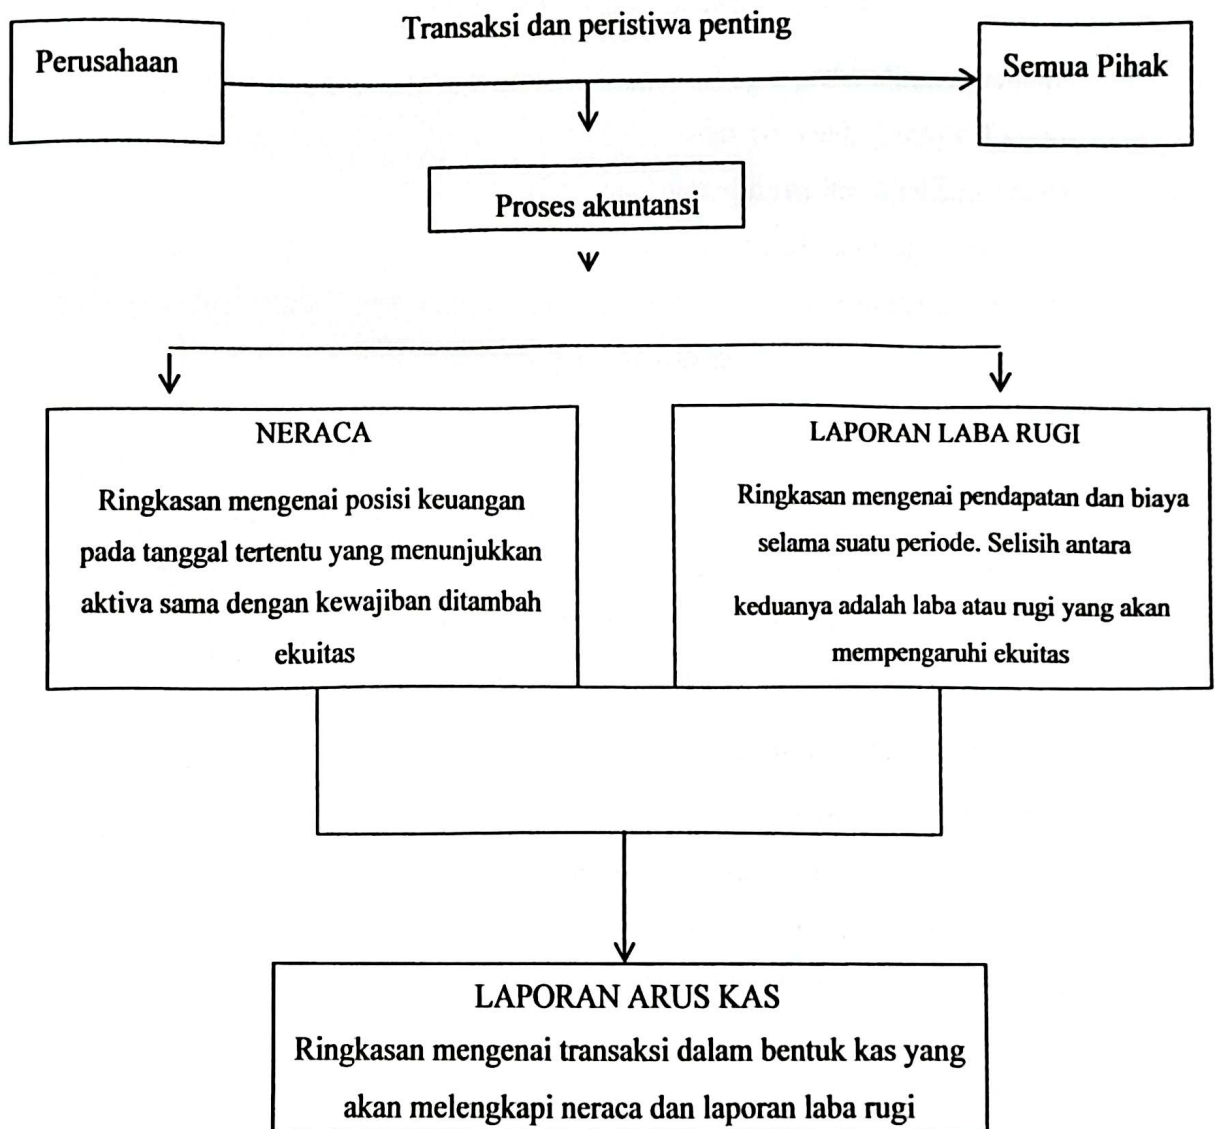 Transaksi dan peristiwa penting
Perusahaan
Semua Pihak
Proses akuntansi
NERACA
Ringkasan mengenai posisi keuangan
pada tanggal tertentu yang menunjukkan
aktiva sama dengan kewajiban ditambah
ekuitas
LAPORAN LABA RUGI
Ringkasan mengenai pendapatan dan biaya
selama suatu periode. Selisih antara
keduanya adalah laba atau rugi yang akan
mempengaruhi ekuitas
LAPORAN ARUS KAS
Ringkasan mengenai transaksi dalam bentuk kas yang
akan melengkapi neraca dan laporan laba rugi